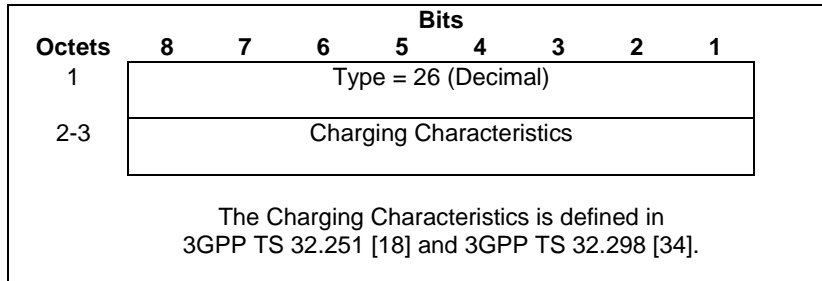 Bits
Octets 8 7 6 5 4 3 2 1
1 Type = 26 (Decimal)
2-3 Charging Characteristics
The Charging Characteristics is defined in
3GPP TS 32.251 [18] and 3GPP TS 32.298 [34].